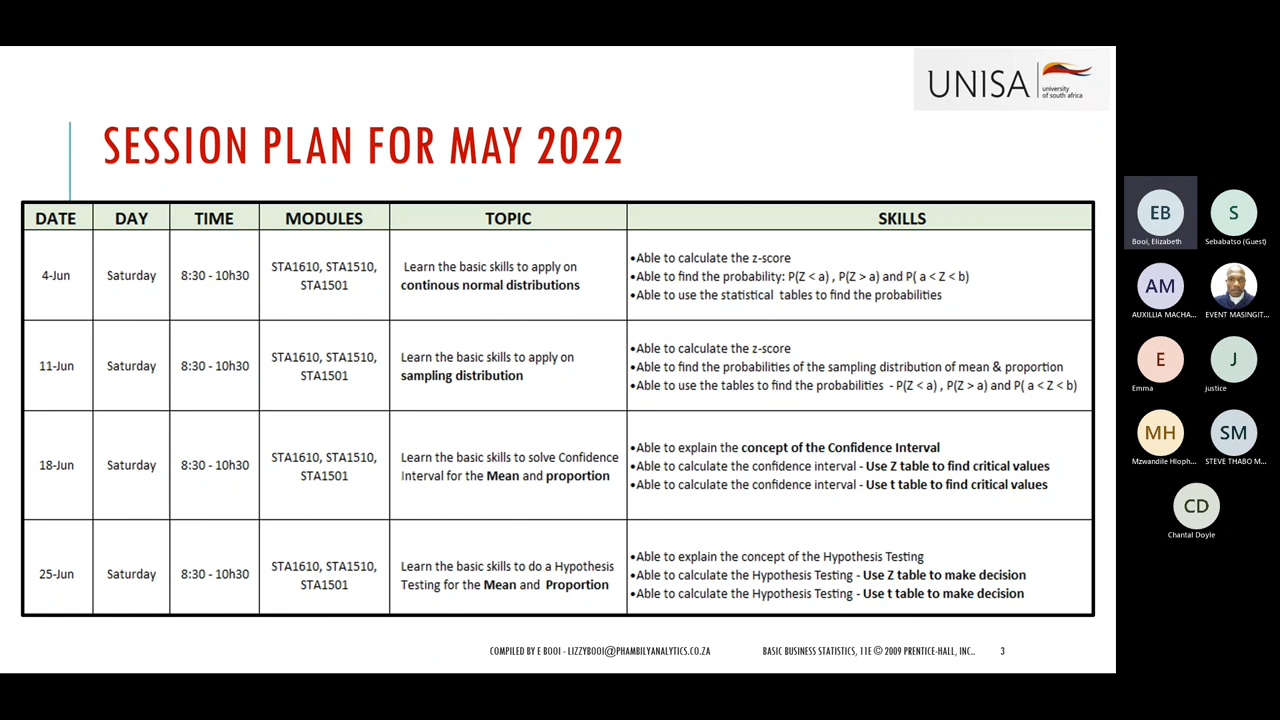 UNISA
university
of south africa
SESSION PLAN FOR MAY 2022
DATE DAY TIME MODULES TOPIC SKILLS
4-Jun Saturday 8:30 - 10h30
STA1610, STA1510,
STA1501
Learn the basic skills to apply on
continous normal distributions
•Able to calculate the z-score
•Able to find the probability: P(Z < a) , P(Z > a) and P( a < Z < b)
•Able to use the statistical tables to find the probabilities
11-Jun Saturday 8:30 - 10h30
STA1610, STA1510,
STA1501
Learn the basic skills to apply on
sampling distribution
•Able to calculate the z-score
•Able to find the probabilities of the sampling distribution of mean & proportion
•Able to use the tables to find the probabilities - P(Z < a) , P(Z > a) and P( a < Z < b)
18-Jun Saturday 8:30 - 10h30
STA1610, STA1510,
STA1501
Learn the basic skills to solve Confidence
Interval for the Mean and proportion
•Able to explain the concept of the Confidence Interval
•Able to calculate the confidence interval - Use Z table to find critical values
•Able to calculate the confidence interval - Use t table to find critical values
25-Jun Saturday 8:30 - 10h30
STA1610, STA1510,
STA1501
Learn the basic skills to do a Hypothesis
Testing for the Mean and Proportion
•Able to explain the concept of the Hypothesis Testing
•Able to calculate the Hypothesis Testing - Use Z table to make decision
•Able to calculate the Hypothesis Testing - Use t table to make decision
COMPILED BY E BOOI - LIZZYBOOI@PHAMBILYANALYTICS.CO.ZA BASIC BUSINESS STATISTICS, 11E © 2009 PRENTICE-HALL, INC.. 3
EB S
Booi, Elizabeth Sebabatso (Guest)
AM
AUXILLIA MACHA... EVENT MASINGIT...
E J
Emma justice
MH SM
Mzwandile Hloph... STEVE THABO M...
CD
Chantal Doyle